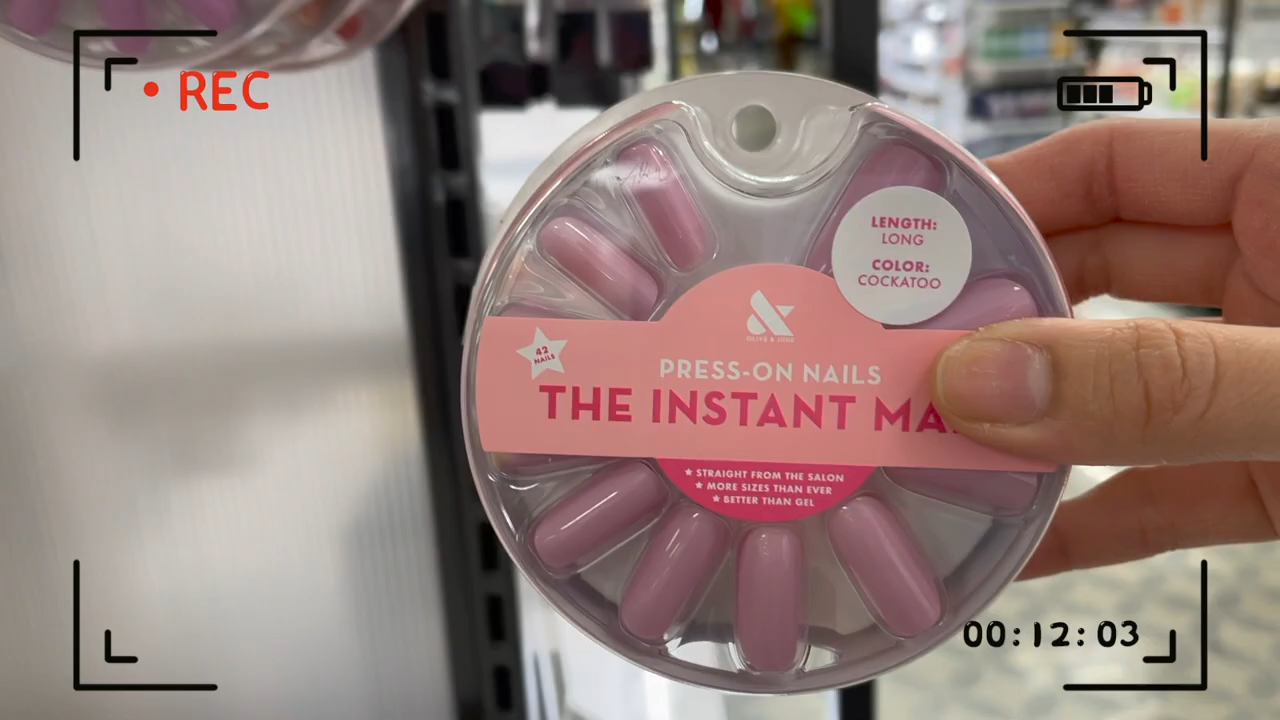 REC
LENGTH:
LONG
COLOR:
COCKATOO
OLIVE & JUNE
42
NAILS
PRESS-ON NAILS
THE INSTANT
★ STRAIGHT FROM THE SALON
★ MORE SIZES THAN EVER
★ BETTER THAN GEL
00:12:03